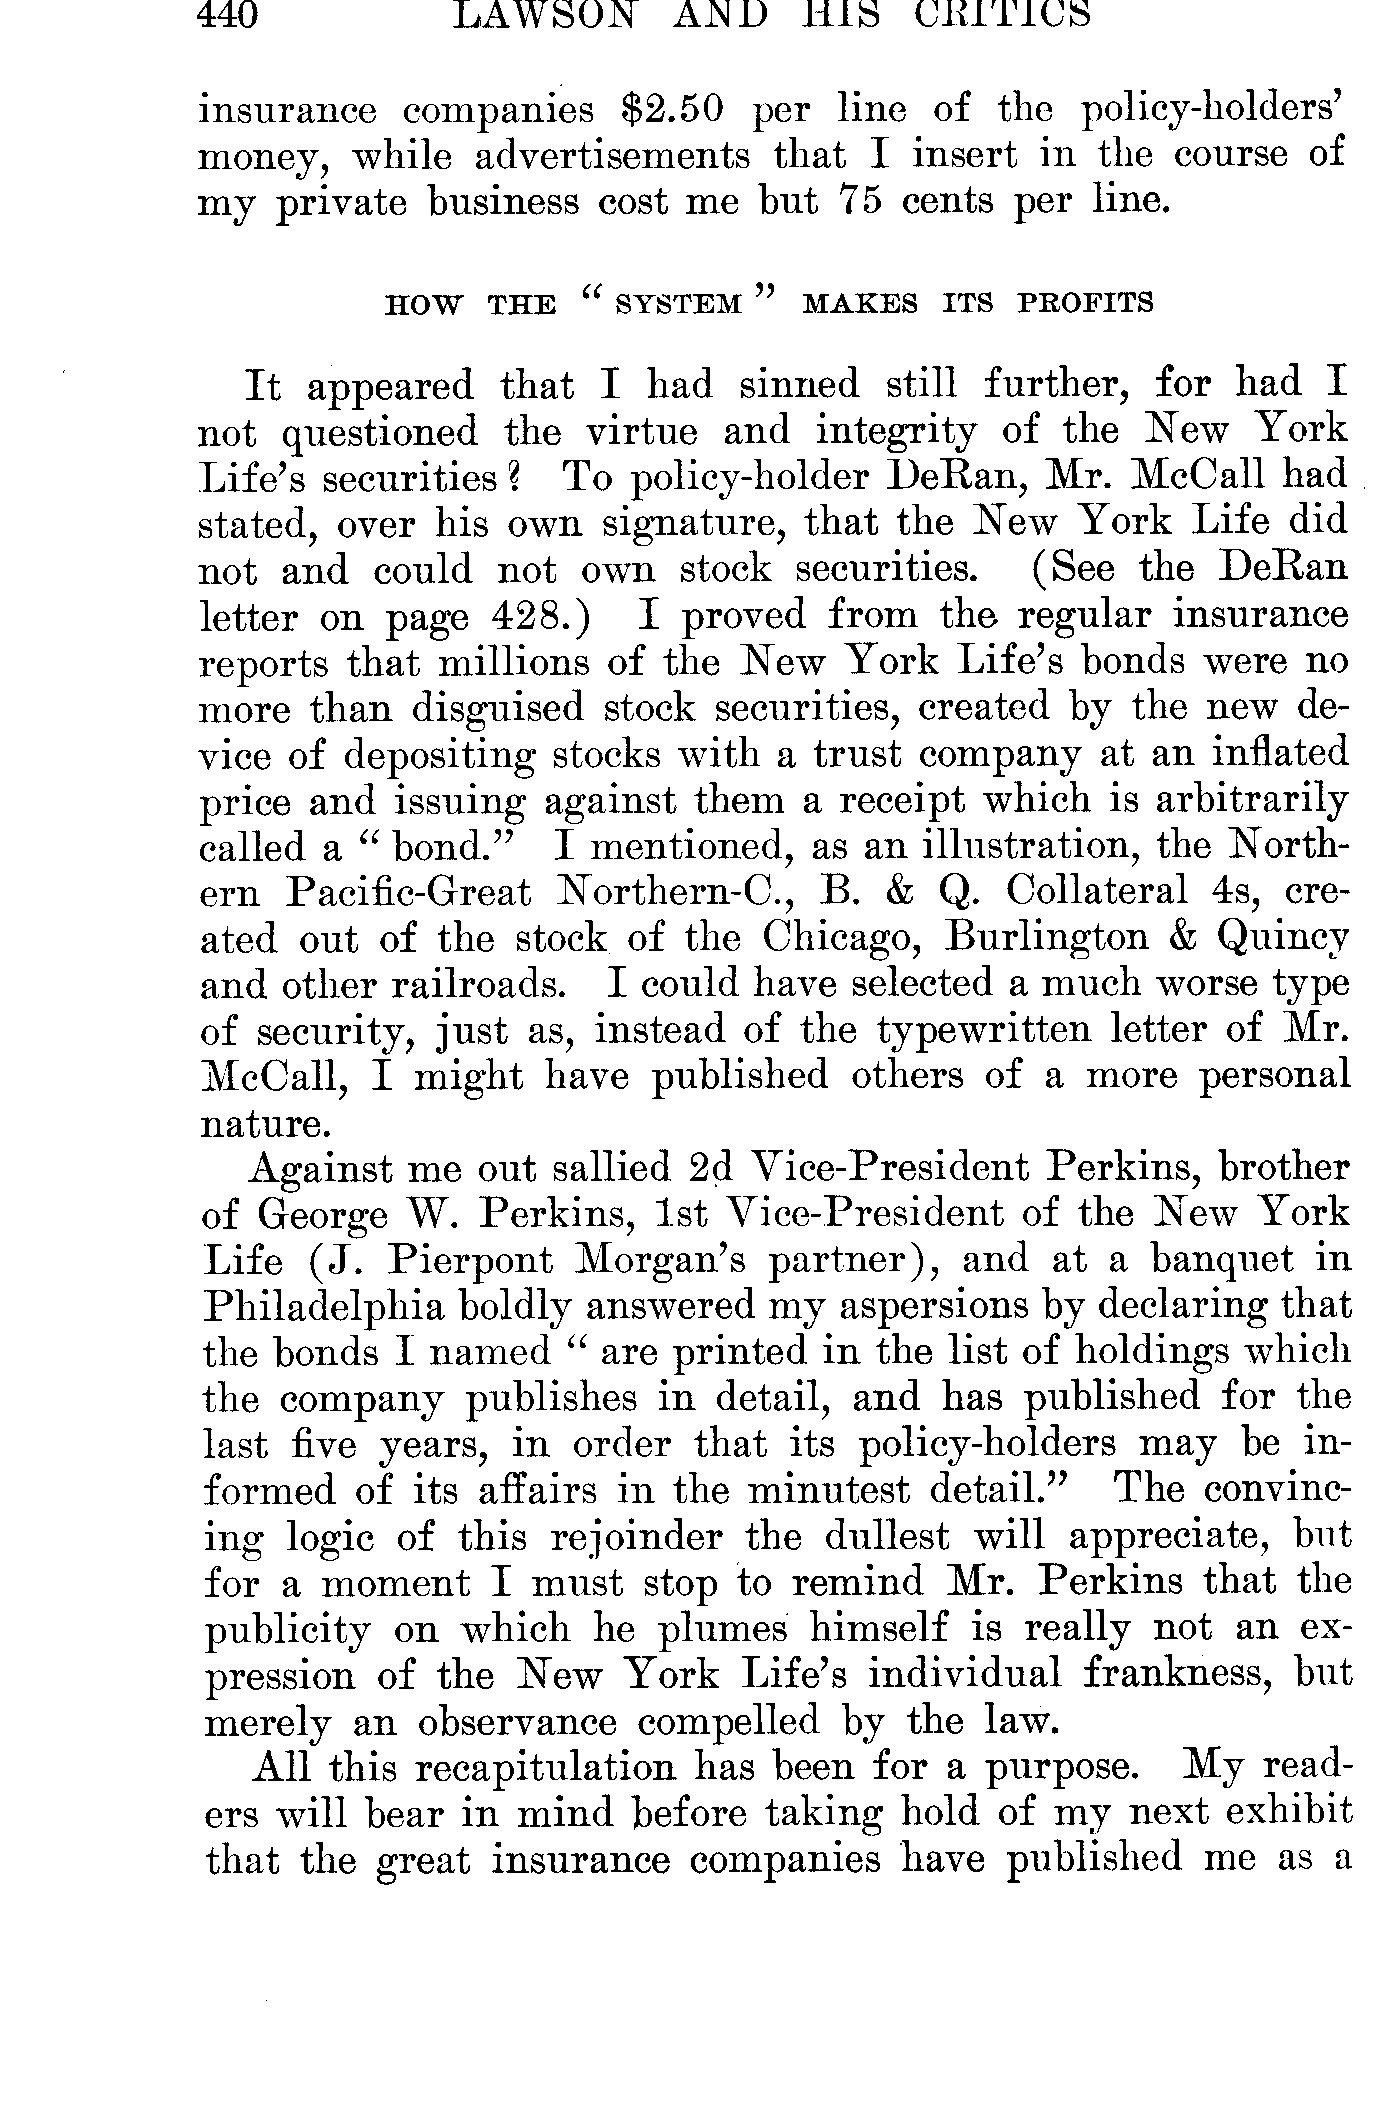 440 LAWSON AND HIS CRITICS
insurance companies $2.50 per line of the policy-holders'
money, while advertisements that I insert in the course of
my private business cost me but 75 cents per line.
HOW THE " SYSTEM " MAKES ITS PROFITS
It appeared that I had sinned still further, for had I
not questioned the virtue and integrity of the New York
Life's securities? To policy-holder DeRan, Mr. McCall had
stated, over his own signature, that the New York Life did
not and could not own stock securities. (See the DeRan
letter on page 428.) I proved from the regular insurance
reports that millions of the New York Life's bonds were no
more than disguised stock securities, created by the new de-
vice of depositing stocks with a trust company at an inflated
price and issuing against them a receipt which is arbitrarily
called a " bond." I mentioned, as an illustration, the North-
ern Pacific-Great Northern-C., B. & Q. Collateral 4s, cre-
ated out of the stock of the Chicago, Burlington & Quincy
and other railroads. I could have selected a much worse type
of security, just as, instead of the typewritten letter of Mr.
McCall, I might have published others of a more personal
nature.
Against me out sallied 2d Vice-President Perkins, brother
of George W. Perkins, 1st Vice-President of the New York
Life (J. Pierpont Morgan's partner), and at a banquet in
Philadelphia boldly answered my aspersions by declaring that
the bonds I named " are printed in the list of holdings which
the company publishes in detail, and has published for the
last five years, in order that its policy-holders may be in-
formed of its affairs in the minutest detail." The convinc-
ing logic of this rejoinder the dullest will appreciate, but
for a moment I must stop to remind Mr. Perkins that the
publicity on which he plumes himself is really not an ex-
pression of the New York Life's individual frankness, but
merely an observance compelled by the law.
All this recapitulation has been for a purpose. My read-
ers will bear in mind before taking hold of my next exhibit
that the great insurance companies have published me as a